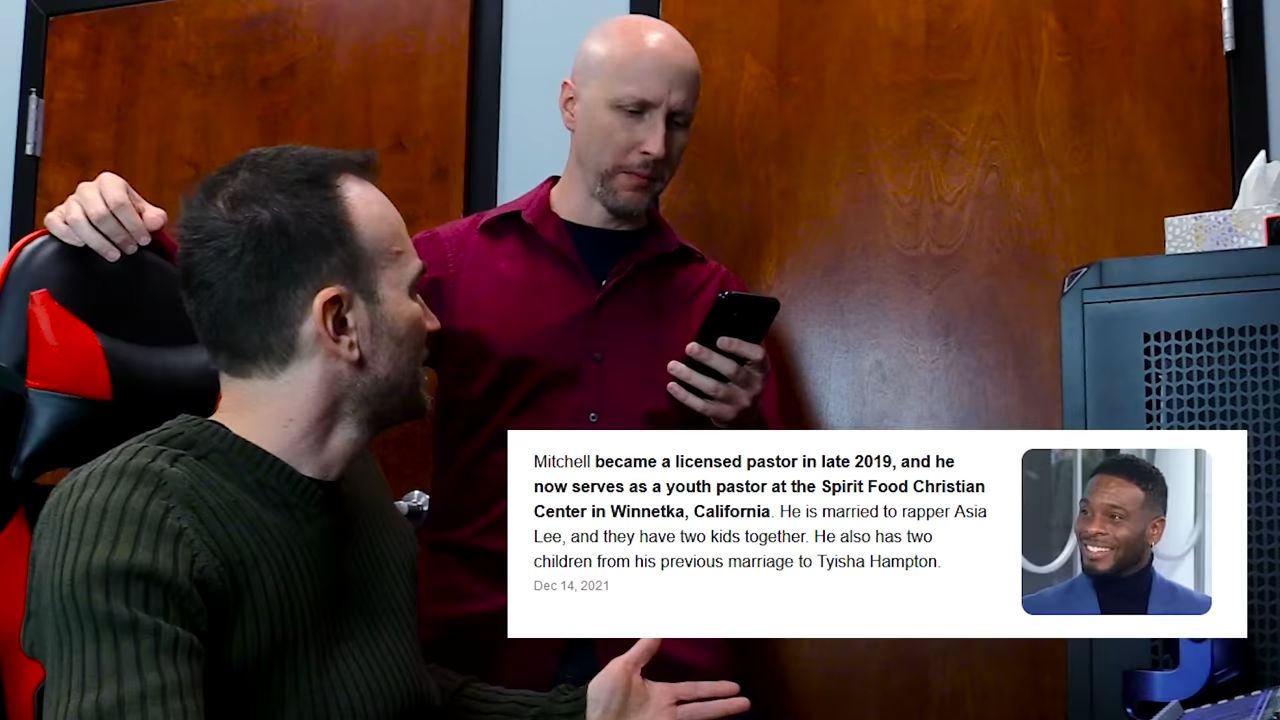 Mitchell became a licensed pastor in late 2019, and he
now serves as a youth pastor at the Spirit Food Christian
Center in Winnetka, California. He is married to rapper Asia
Lee, and they have two kids together. He also has two
children from his previous marriage to Tyisha Hampton.
Dec 14, 2021